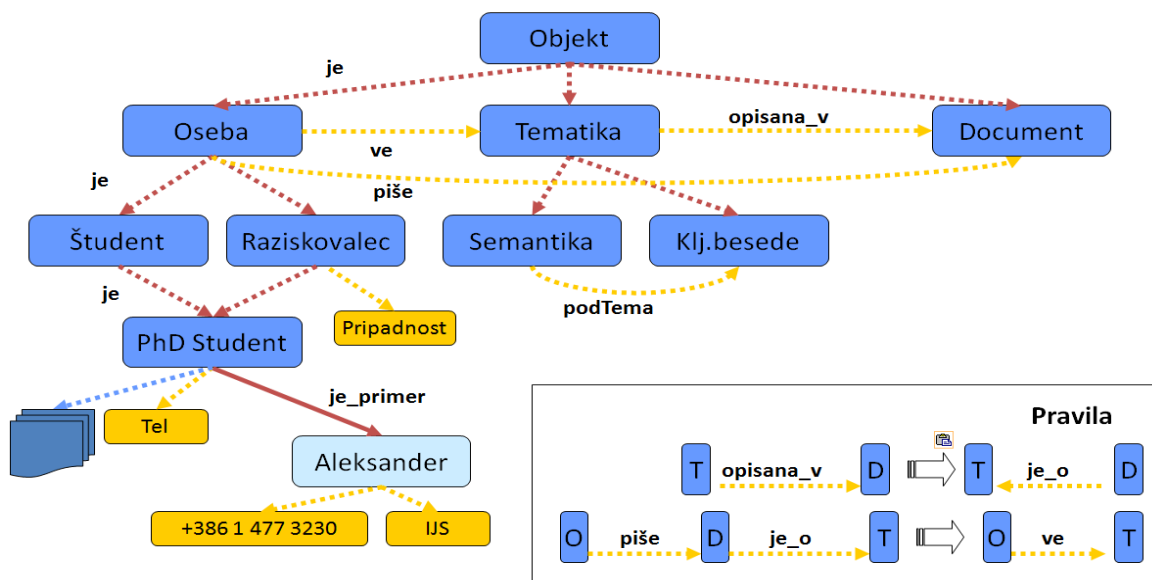 Objekt
je
Oseba
ve
Tematika
opisana_v
Document
je
piše
Študent
Raziskovalec
Semantika
Klj.besede
je
podTema
PhD Student
Pripadnost
Tel
je_primer
Aleksander
+386 1 477 3230
IJS
Pravila
T opisana_v D T je_o D
O piše D je_o T O ve T